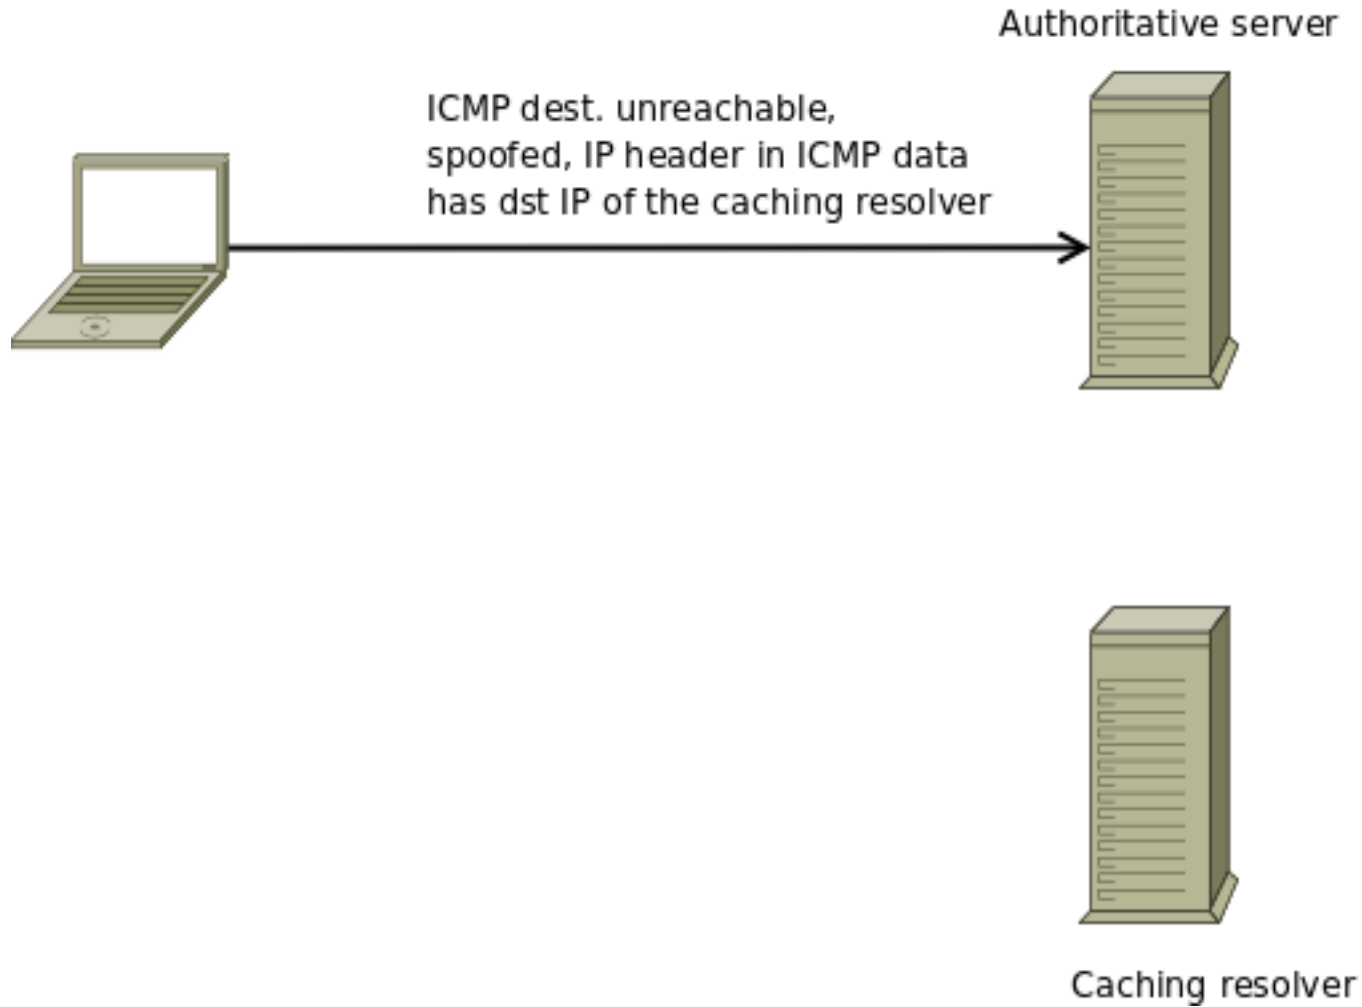 Authoritative server
ICMP dest. unreachable,
spoofed, IP header in ICMP data
has dst IP of the caching resolver
Caching resolver